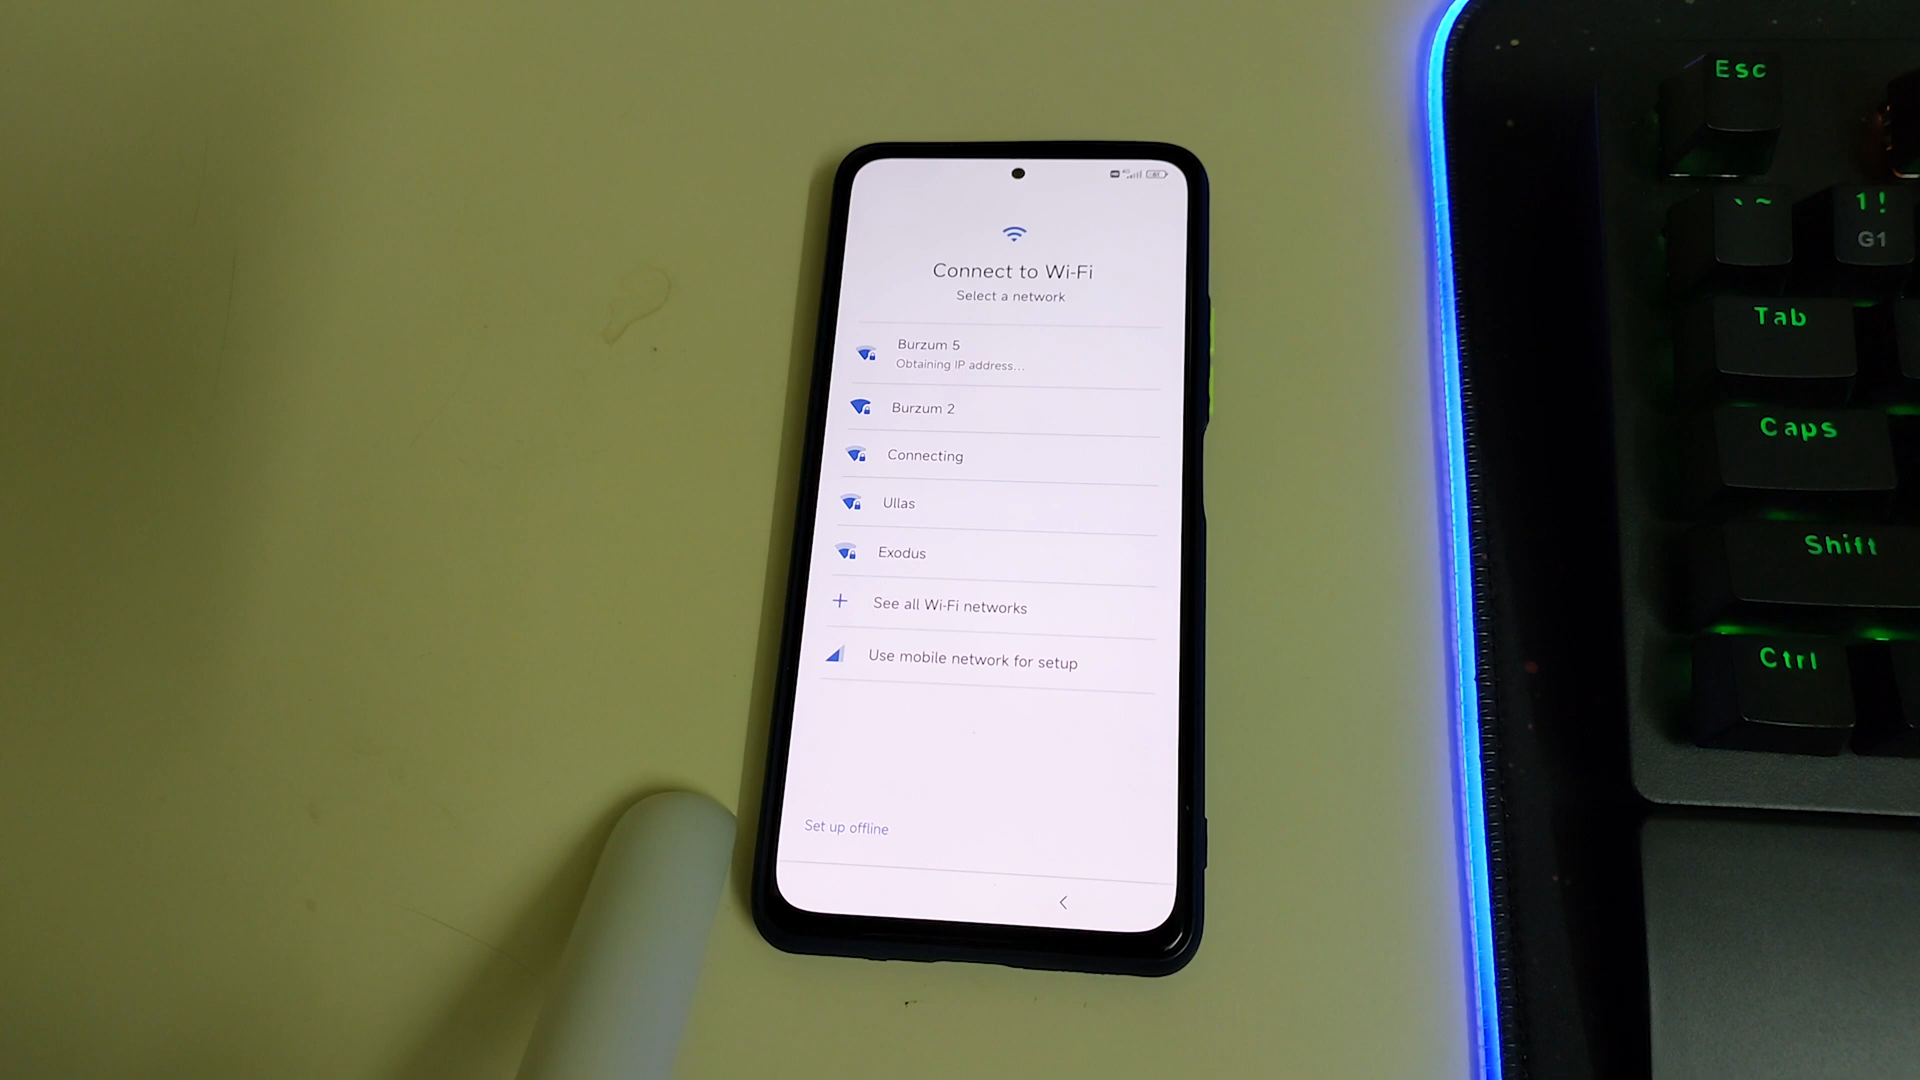 Connect to Wi-Fi
Select a network
Burzum 5
Obtaining IP address...
Burzum 2
Connecting
Ullas
Exodus
See all Wi-Fi networks
Use mobile network for setup
Set up offline
Esc
` ~
1 !
G1
Tab
Caps
Shift
Ctrl